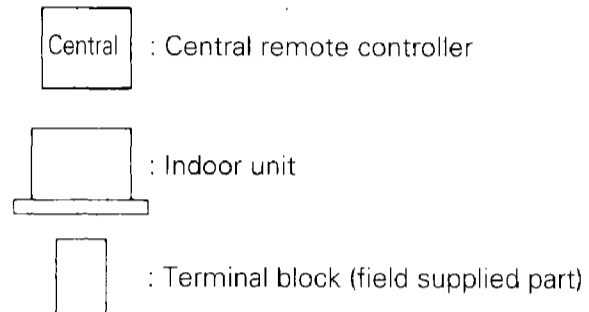 Central : Central remote controller
: Indoor unit
: Terminal block (field supplied part)